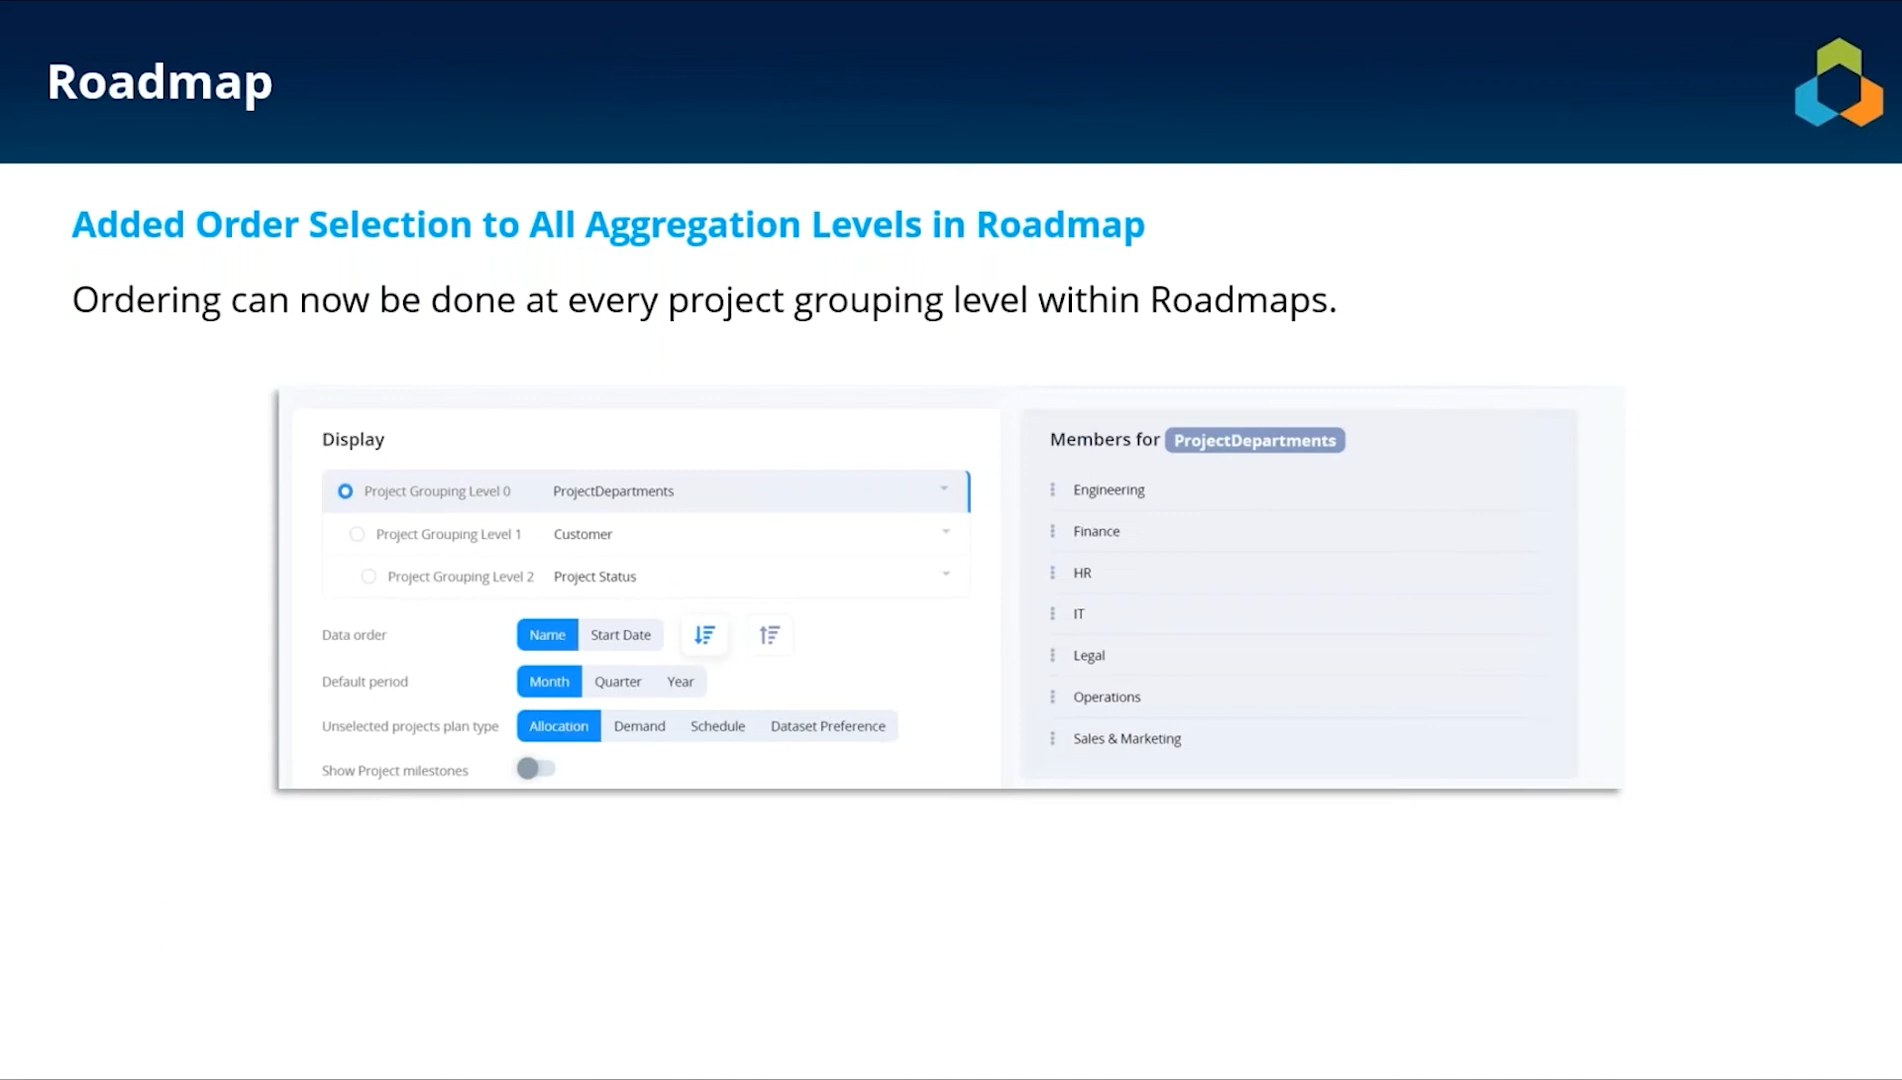 Roadmap
Added Order Selection to All Aggregation Levels in Roadmap
Ordering can now be done at every project grouping level within Roadmaps.
Display
Project Grouping Level 0 ProjectDepartments
Project Grouping Level 1 Customer
Project Grouping Level 2 Project Status
Data order Name Start Date
Default period Month Quarter Year
Unselected projects plan type Allocation Demand Schedule Dataset Preference
Show Project milestones
Members for ProjectDepartments
Engineering
Finance
HR
IT
Legal
Operations
Sales & Marketing